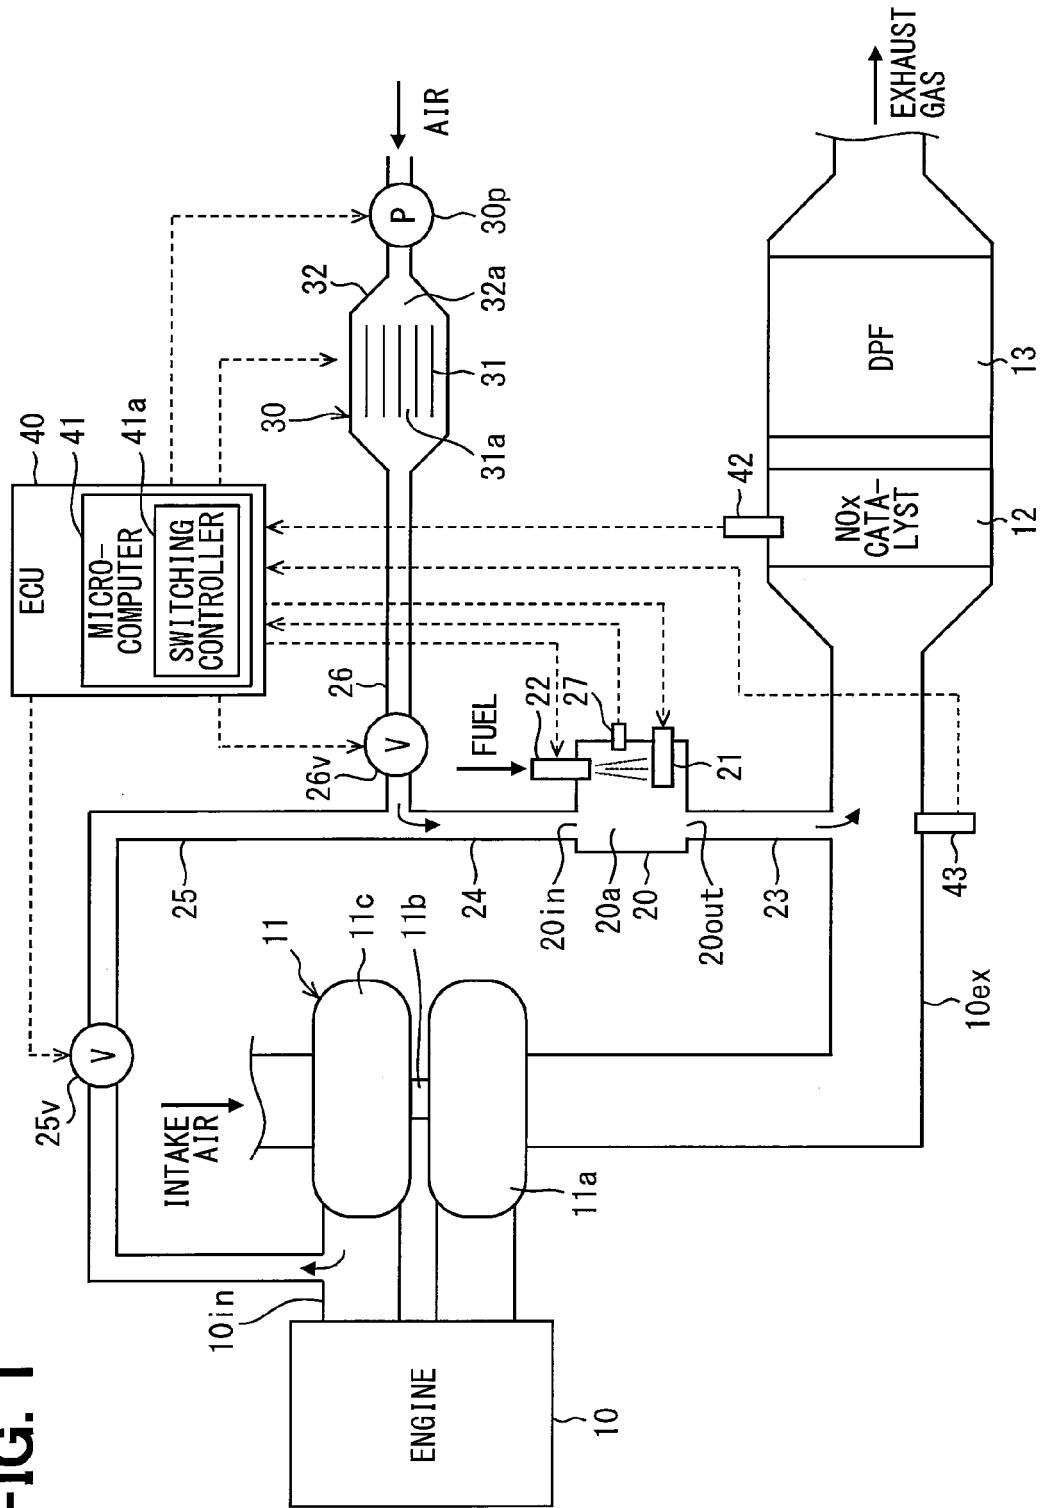 FIG. 1
ECU
MICRO-
COMPUTER
SWITCHING
CONTROLLER
40
41
41a
25v
V
25
INTAKE
AIR
10in
ENGINE
10
11
11c
11b
11a
26
26v
V
24
FUEL
22
27
21
20in
20a
20
20out
23
30
31a
31
32
32a
P
30p
AIR
42
43
10ex
NOx
CATA-
LYST
12
DPF
13
EXHAUST
GAS